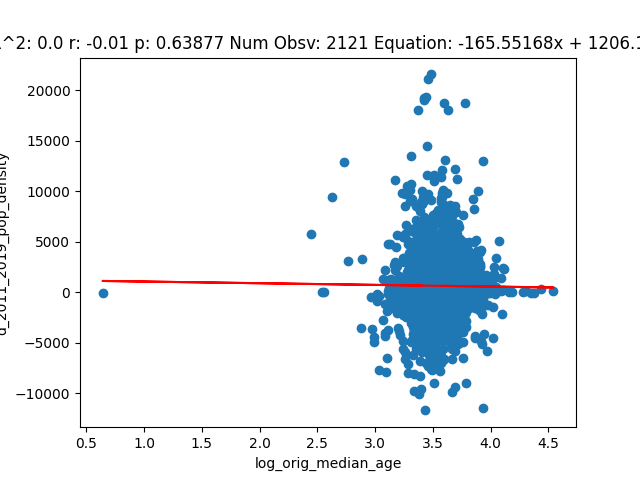 ^2: 0.0 r: -0.01 p: 0.63877 Num Obsv: 2121 Equation: -165.55168x + 1206.1
20000
15000
10000
5000
0
−5000
−10000
d_2011_2019_pop_density
0.5 1.0 1.5 2.0 2.5 3.0 3.5 4.0 4.5
log_orig_median_age